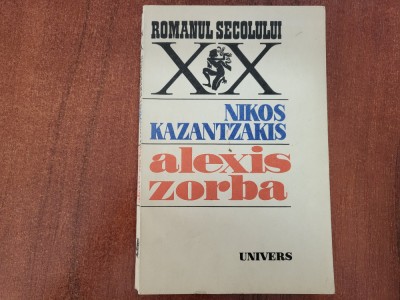 ROMANUL SECOLULUI
XX
NIKOS
KAZANTZAKIS
alexis
zorba
UNIVERS